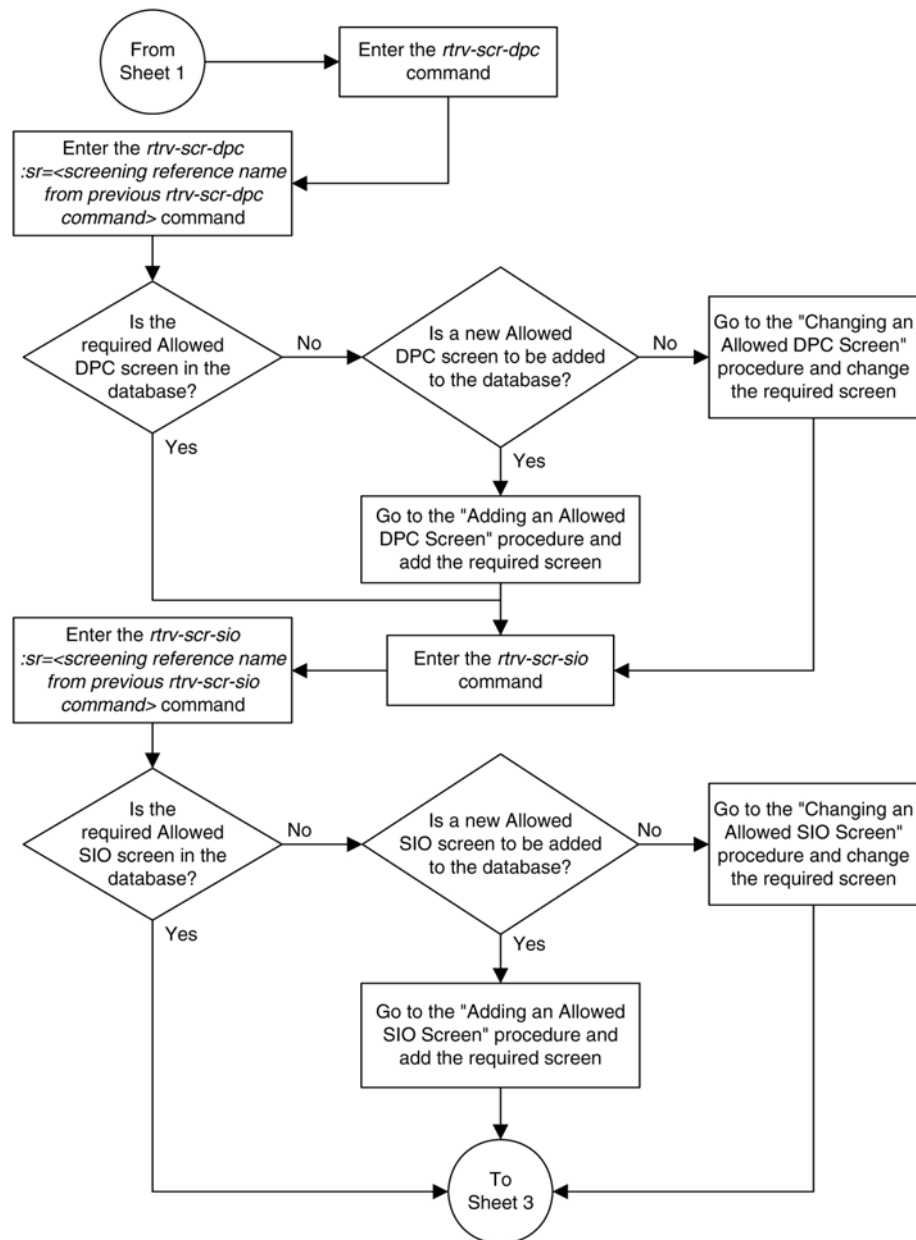 From
Sheet 1
Enter the rtrv-scr-dpc
command
Enter the rtrv-scr-dpc
:sr=<screening reference name
from previous rtrv-scr-dpc
command> command
Is the
required Allowed
DPC screen in the
database?
No
Is a new Allowed
DPC screen to be added
to the database?
No
Go to the "Changing an
Allowed DPC Screen"
procedure and change
the required screen
Yes
Yes
Go to the "Adding an Allowed
DPC Screen" procedure and
add the required screen
Enter the rtrv-scr-sio
:sr=<screening reference name
from previous rtrv-scr-sio
command> command
Enter the rtrv-scr-sio
command
Is the
required Allowed
SIO screen in the
database?
No
Is a new Allowed
SIO screen to be added
to the database?
No
Go to the "Changing an
Allowed SIO Screen"
procedure and change
the required screen
Yes
Yes
Go to the "Adding an Allowed
SIO Screen" procedure and
add the required screen
To
Sheet 3